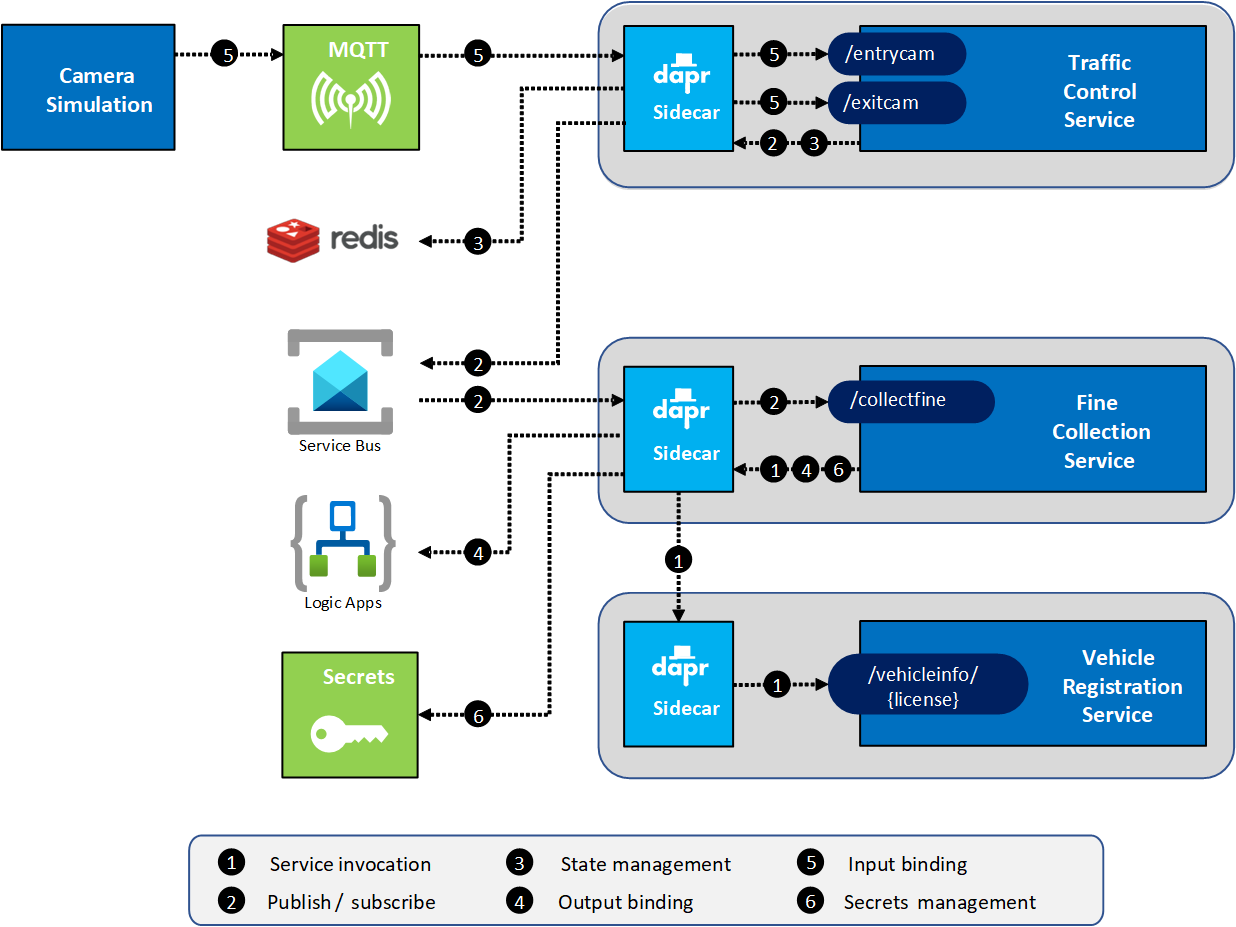 Camera
Simulation
5
MQTT
5
dapr
Sidecar
5
/entrycam
5
/exitcam
2 3
Traffic
Control
Service
redis
3
2
2
Service Bus
dapr
Sidecar
2
/collectfine
1 4 6
Fine
Collection
Service
4
Logic Apps
1
Secrets
6
dapr
Sidecar
1
/vehicleinfo/
{license}
Vehicle
Registration
Service
1 Service invocation
3 State management
5 Input binding
2 Publish / subscribe
4 Output binding
6 Secrets management